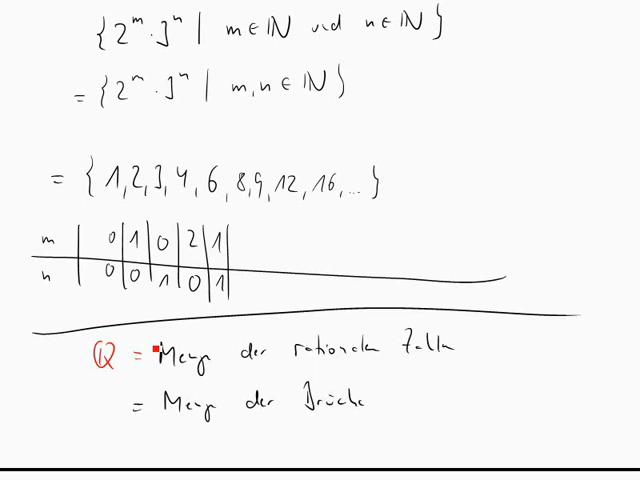 {2^m · 3^n | m ∈ ℕ und n ∈ ℕ}
= {2^m · 3^n | m, n ∈ ℕ}
= {1, 2, 3, 4, 6, 8, 9, 12, 16, ...}
m | 0 | 1 | 0 | 2 | 1 |
n | 0 | 0 | 1 | 0 | 1 |
ℚ = Menge der rationalen Zahlen
= Menge der Brüche